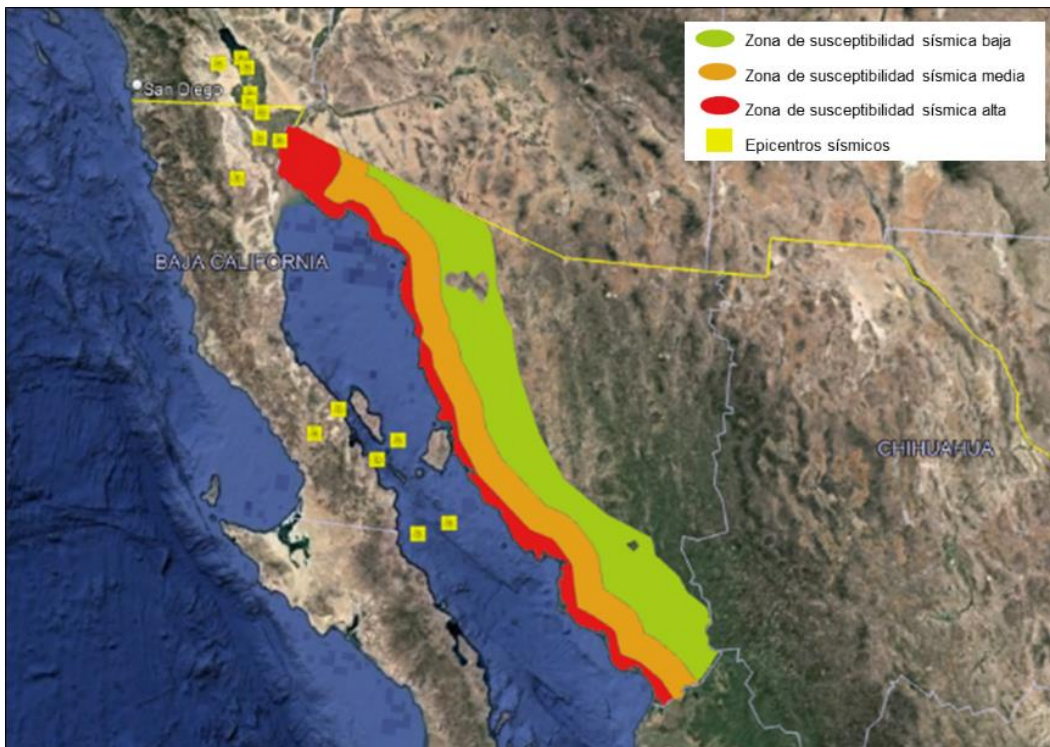 Zona de susceptibilidad sísmica baja
Zona de susceptibilidad sísmica media
Zona de susceptibilidad sísmica alta
Epicentros sísmicos
San Diego
BAJA CALIFORNIA
CHIHUAHUA